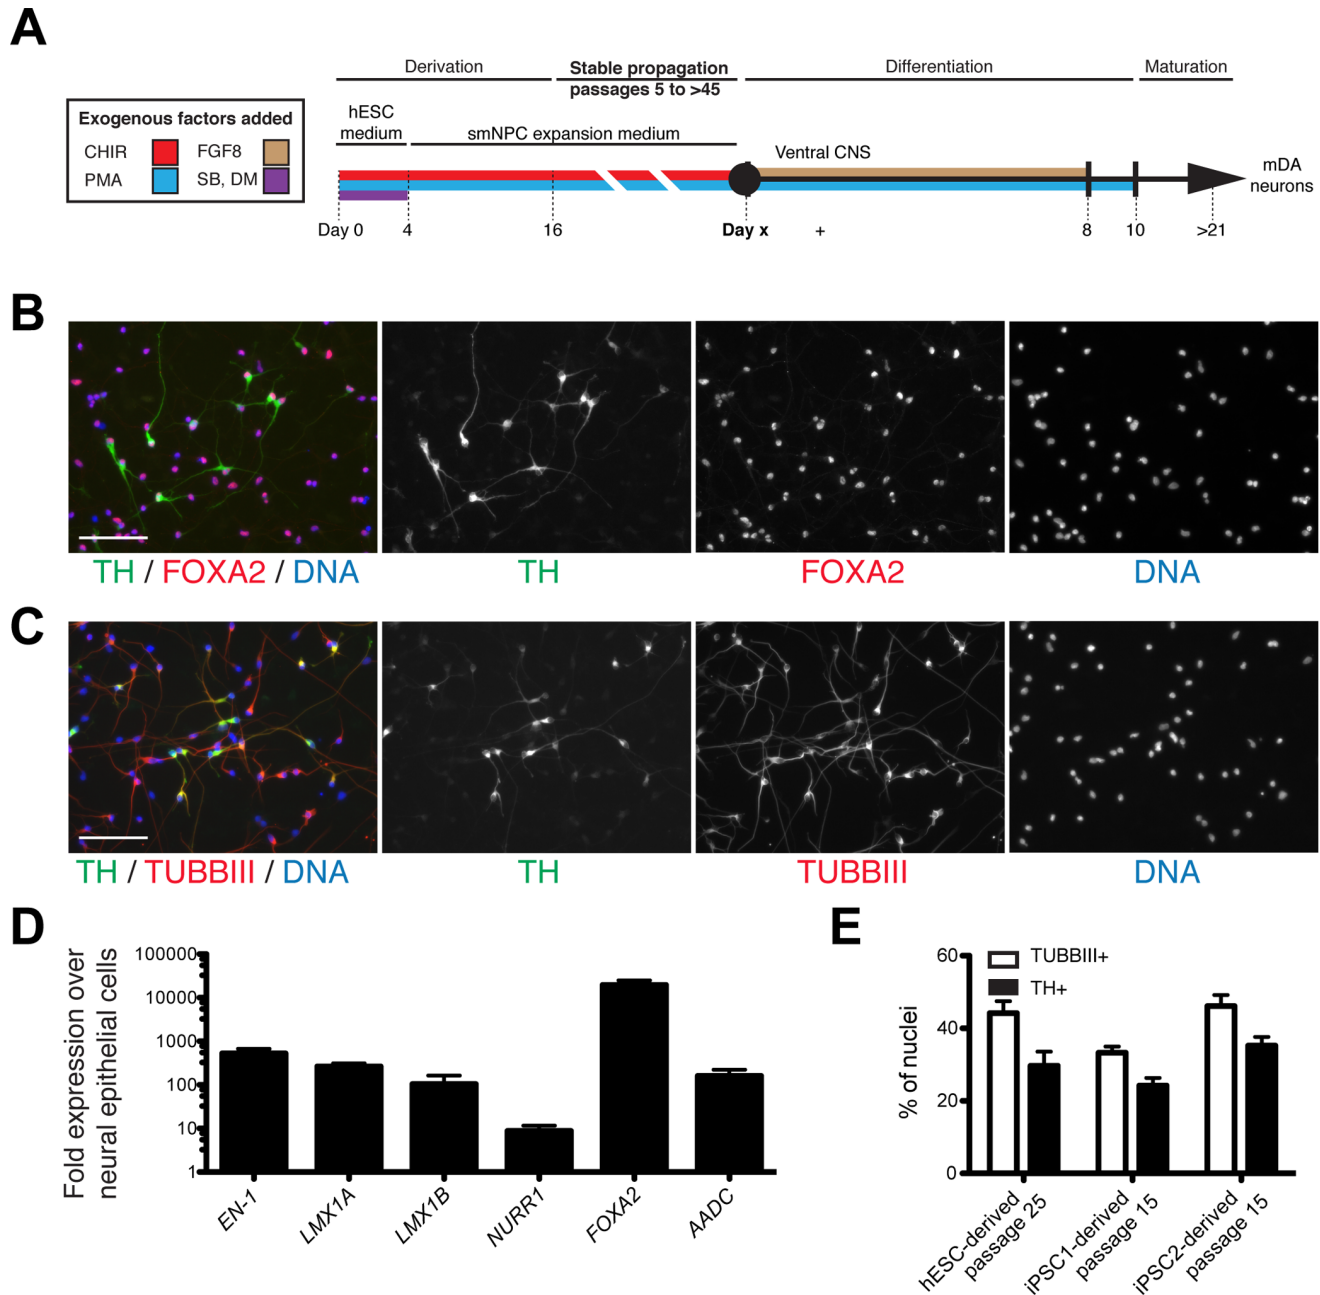 A
Derivation
Stable propagation
passages 5 to >45
Differentiation
Maturation
hESC
medium
smNPC expansion medium
Exogenous factors added
CHIR
FGF8
PMA
SB, DM
Ventral CNS
mDA
neurons
Day 0
4
16
Day x
+
8
10
>21
B
TH / FOXA2 / DNA
TH
FOXA2
DNA
C
TH / TUBBIII / DNA
TH
TUBBIII
DNA
D
Fold expression over
neural epithelial cells
100000
10000
1000
100
10
1
EN-1
LMX1A
LMX1B
NURR1
FOXA2
AADC
E
% of nuclei
60
40
20
0
TUBBIII+
TH+
hESC-derived
passage 25
iPSC1-derived
passage 15
iPSC2-derived
passage 15